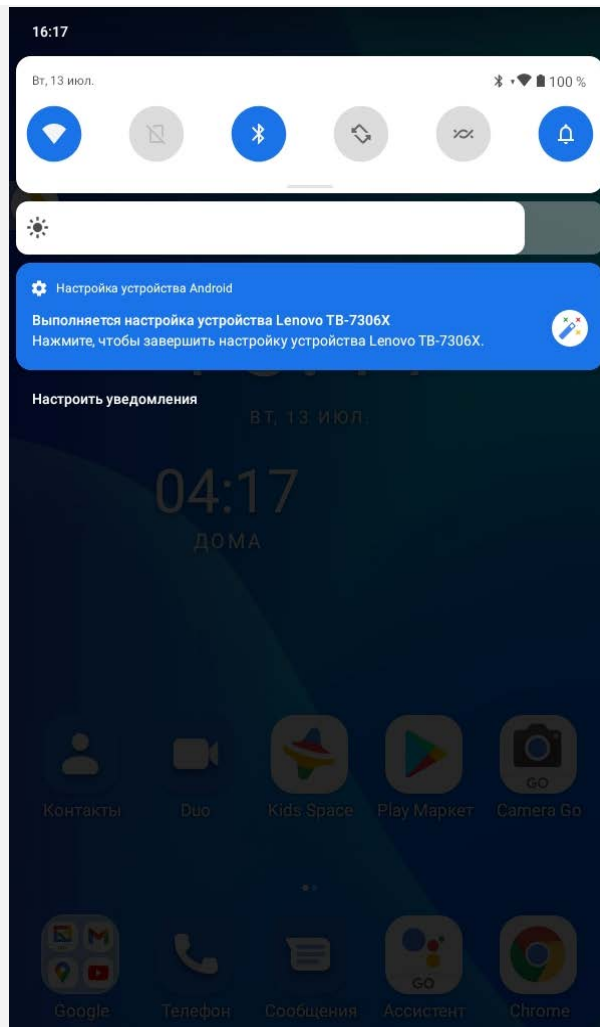 16:17
Вт, 13 июл.
100 %
Настройка устройства Android
Выполняется настройка устройства Lenovo TB-7306X
Нажмите, чтобы завершить настройку устройства Lenovo TB-7306X.
Настроить уведомления
ВТ, 13 ИЮЛ.
04:17
ДОМА
Контакты Duo Kids Space Play Маркет Camera Go
GO
GO
Google Телефон Сообщения Ассистент Chrome